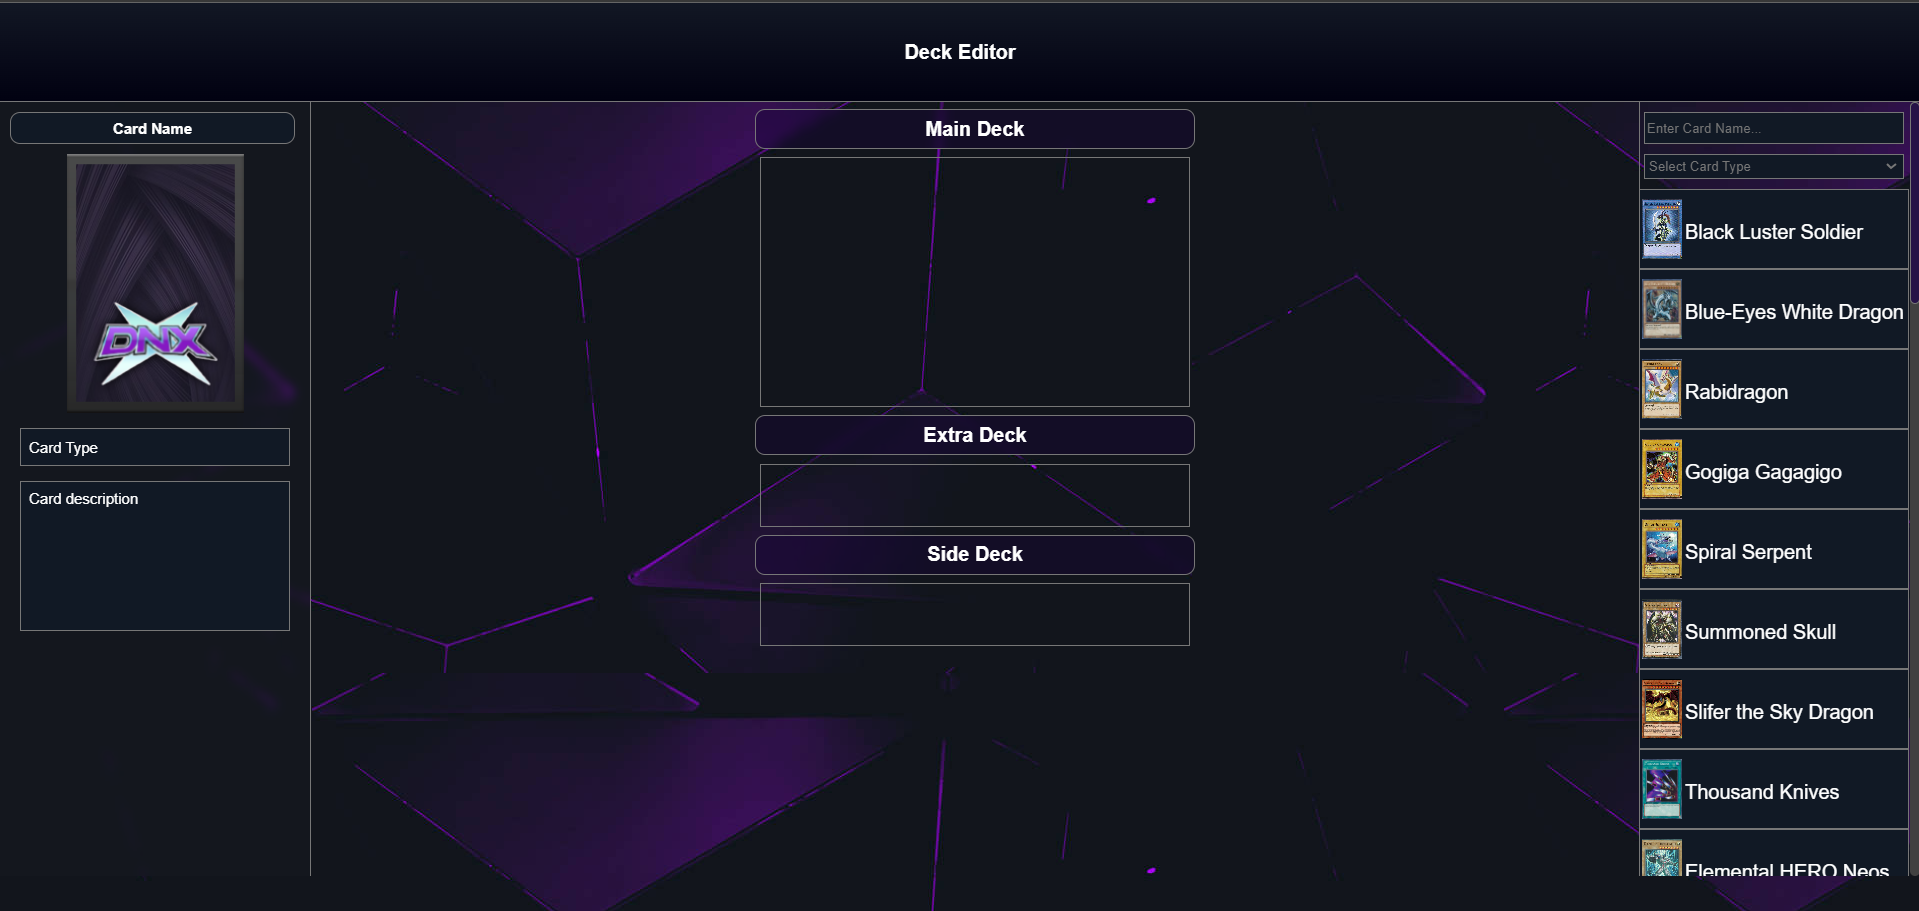 Deck Editor
Card Name
DNX
Card Type
Card description
Main Deck
Extra Deck
Side Deck
Enter Card Name...
Select Card Type
Black Luster Soldier
Blue-Eyes White Dragon
Rabidragon
Gogiga Gagagigo
Spiral Serpent
Summoned Skull
Slifer the Sky Dragon
Thousand Knives
Elemental HERO Neos